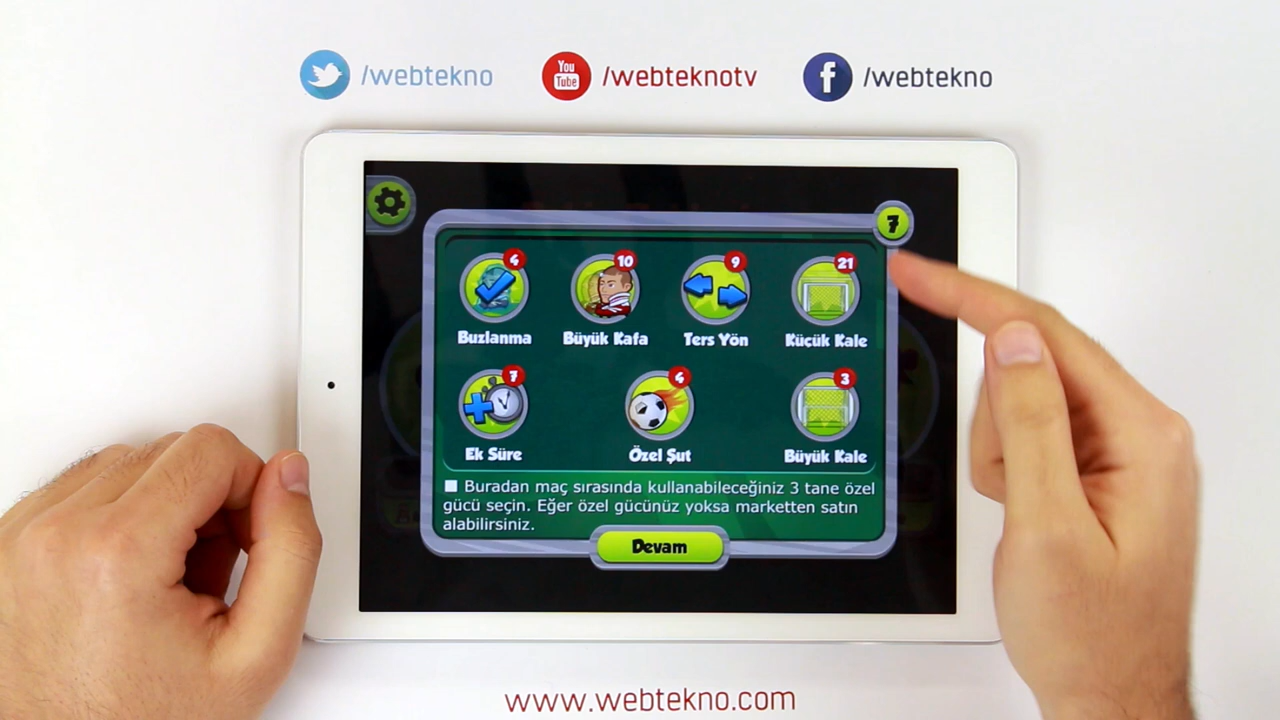 /webtekno
You Tube
/webteknotv
/webtekno
7
4
10
9
21
Buzlanma
Büyük Kafa
Ters Yön
Küçük Kale
7
4
3
Ek Süre
Özel Şut
Büyük Kale
Buradan maç sırasında kullanabileceğiniz 3 tane özel
gücü seçin. Eğer özel gücünüz yoksa marketten satın
alabilirsiniz.
Devam
www.webtekno.com